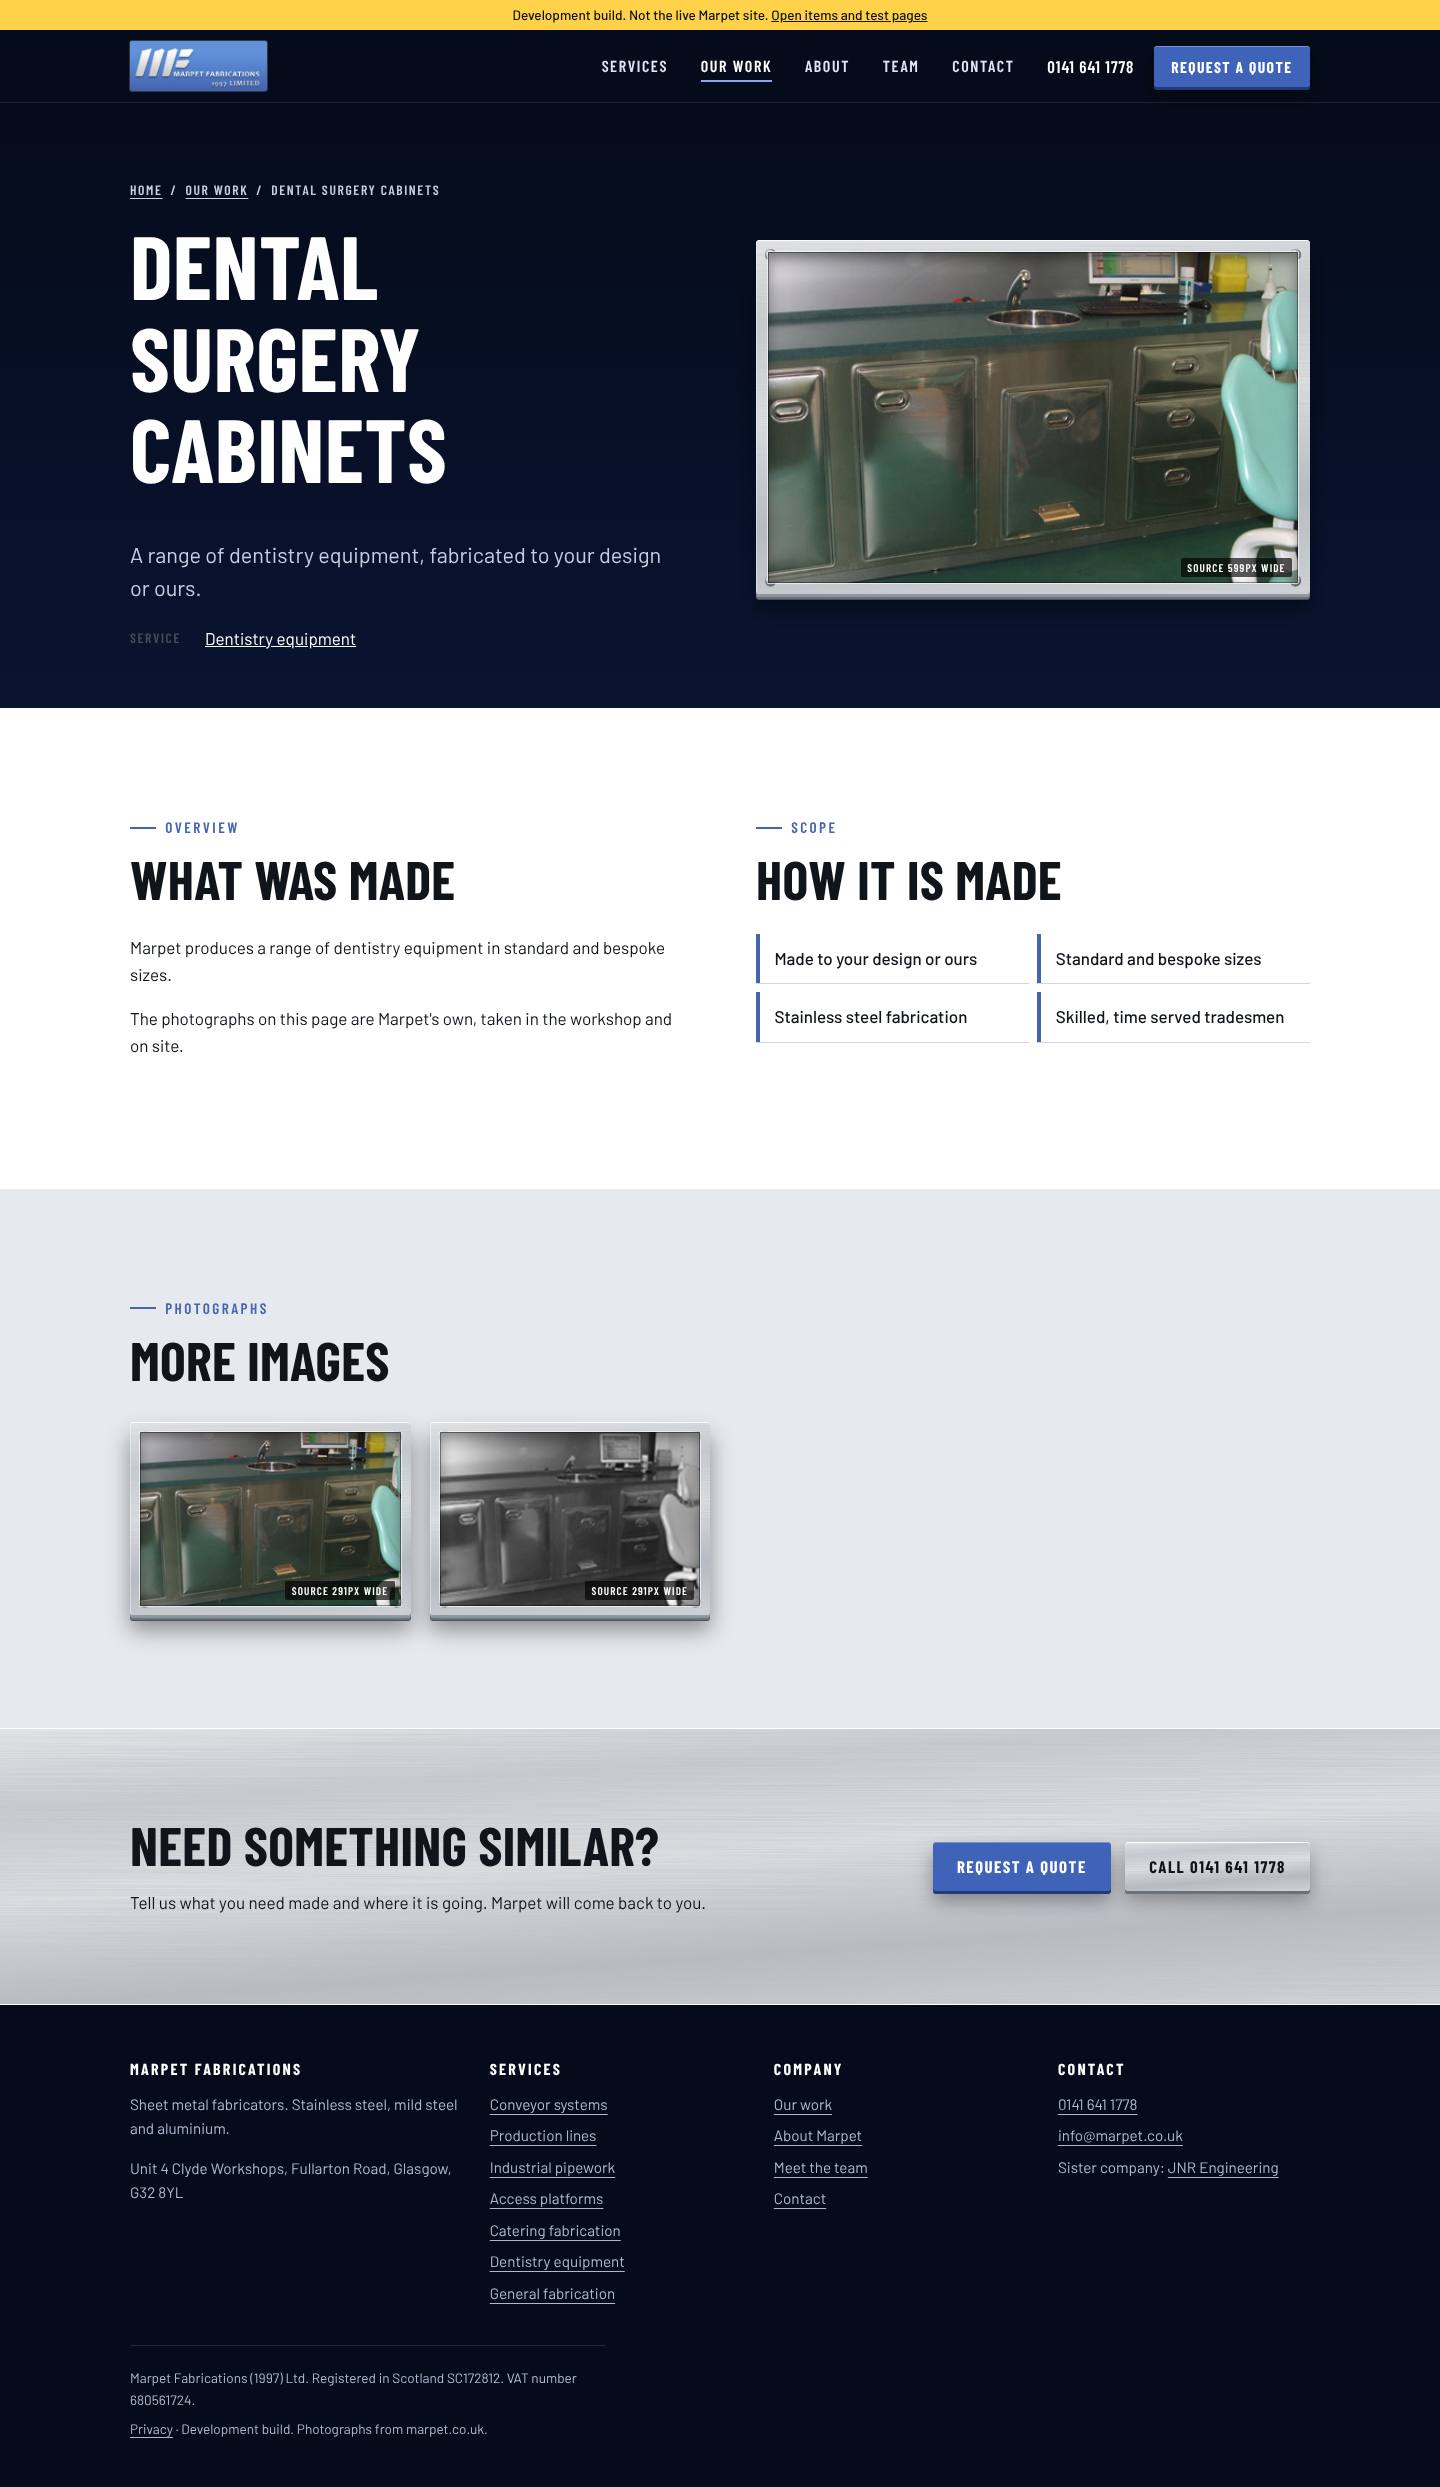 Development build. Not the live Marpet site. Open items and test pages
MF MARPET FABRICATIONS
1997 LIMITED
SERVICES OUR WORK ABOUT TEAM CONTACT 0141 641 1778 REQUEST A QUOTE
HOME / OUR WORK / DENTAL SURGERY CABINETS
DENTAL
SURGERY
CABINETS
A range of dentistry equipment, fabricated to your design
or ours.
SERVICE Dentistry equipment
SOURCE 599PX WIDE
OVERVIEW
WHAT WAS MADE
Marpet produces a range of dentistry equipment in standard and bespoke
sizes.
The photographs on this page are Marpet's own, taken in the workshop and
on site.
SCOPE
HOW IT IS MADE
Made to your design or ours
Standard and bespoke sizes
Stainless steel fabrication
Skilled, time served tradesmen
PHOTOGRAPHS
MORE IMAGES
SOURCE 291PX WIDE
SOURCE 291PX WIDE
NEED SOMETHING SIMILAR?
Tell us what you need made and where it is going. Marpet will come back to you.
REQUEST A QUOTE
CALL 0141 641 1778
MARPET FABRICATIONS
Sheet metal fabricators. Stainless steel, mild steel
and aluminium.
Unit 4 Clyde Workshops, Fullarton Road, Glasgow,
G32 8YL
SERVICES
Conveyor systems
Production lines
Industrial pipework
Access platforms
Catering fabrication
Dentistry equipment
General fabrication
COMPANY
Our work
About Marpet
Meet the team
Contact
CONTACT
0141 641 1778
info@marpet.co.uk
Sister company: JNR Engineering
Marpet Fabrications (1997) Ltd. Registered in Scotland SC172812. VAT number
680561724.
Privacy · Development build. Photographs from marpet.co.uk.